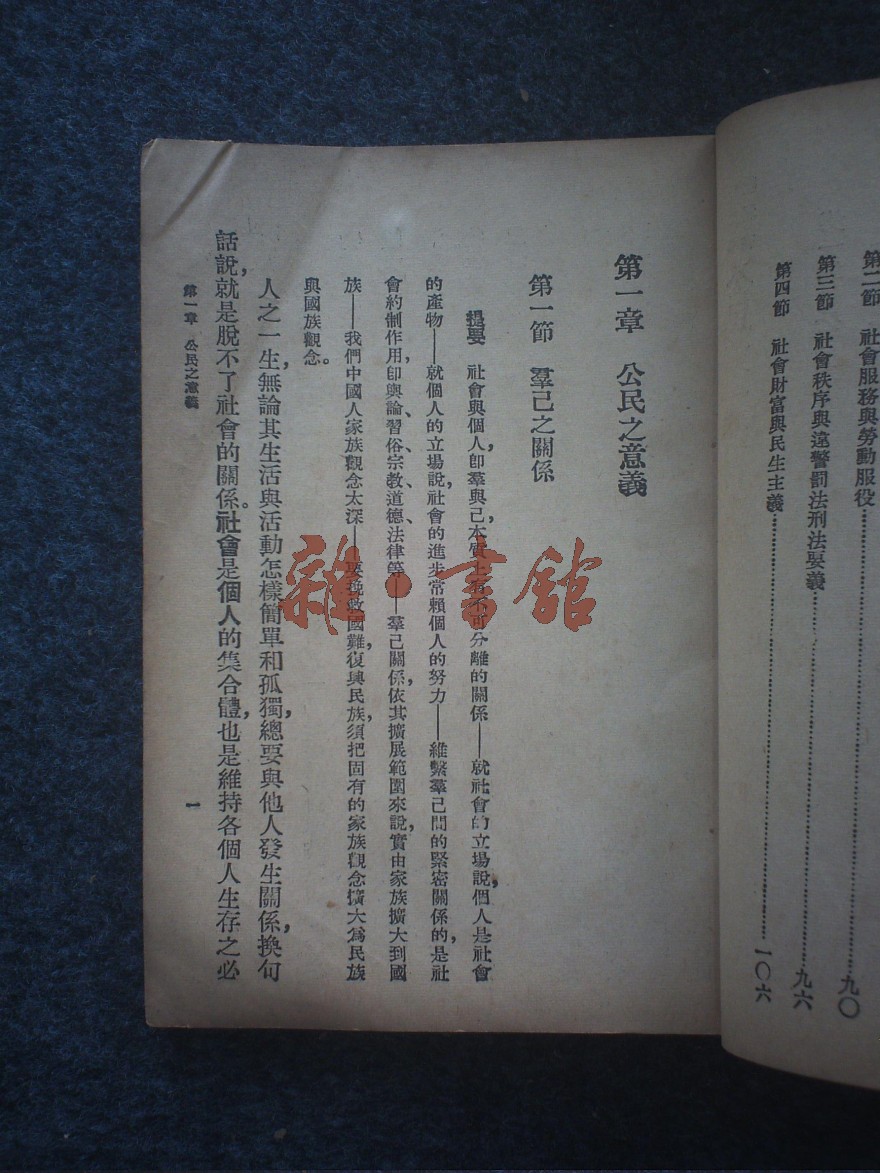 第二節　社會服務與勞動服役……九〇
第三節　社會秩序與違警罰法刑法要義……九六
第四節　社會財富與民生主義……一〇六
第一章　公民之意義
第一節　羣己之關係
提要　社會與個人卽羣與己本質上有不可分離的關係——就社會的立場說，個人是社會
的產物——就個人的立場說，社會的進步常賴個人的努力——維繫羣己間的緊密關係的，是社
會約制作用，卽輿論、習俗宗教、道德、法律等——羣己關係，依其擴展範圍來說，實由家族擴大到國
族——我們中國人家族觀念太深——要挽救國難，復興民族，須把固有的家族觀念擴大爲民族
與國族觀念。
人之一生，無論其生活與活動怎樣簡單和孤獨，總要與他人發生關係，換句
話說，就是脫不了社會的關係。社會是個人的集合體，也是維持各個人生存之必
第一章　公民之意義
一
雜·書館